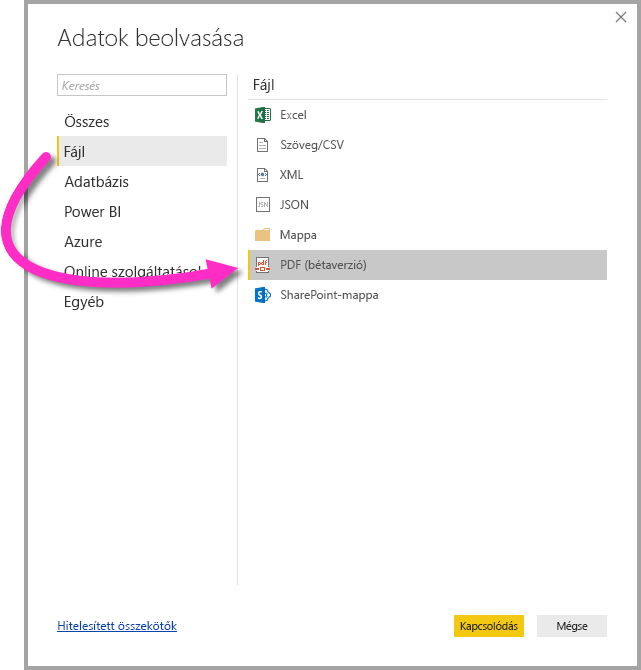 Adatok beolvasása
Keresés
Összes
Fájl
Adatbázis
Power BI
Azure
Online szolgáltatások
Egyéb
Fájl
Excel
Szöveg/CSV
XML
JSON
Mappa
PDF (bétaverzió)
SharePoint-mappa
Hitelesített összekötők
Kapcsolódás
Mégse